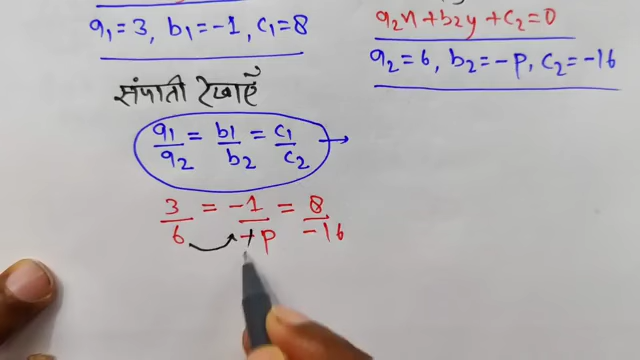 a₁=3, b₁=-1, c₁=8
a₂x+b₂y+c₂=0
a₂=6, b₂=-p, c₂=-16
संपाती रेखाएँ
a₁/a₂ = b₁/b₂ = c₁/c₂ →
3/6 = -1/+p = 8/-16